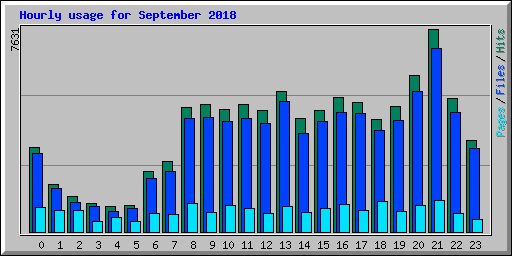 Hourly usage for September 2018
7631
Pages / Files / Hits
0 1 2 3 4 5 6 7 8 9 10 11 12 13 14 15 16 17 18 19 20 21 22 23